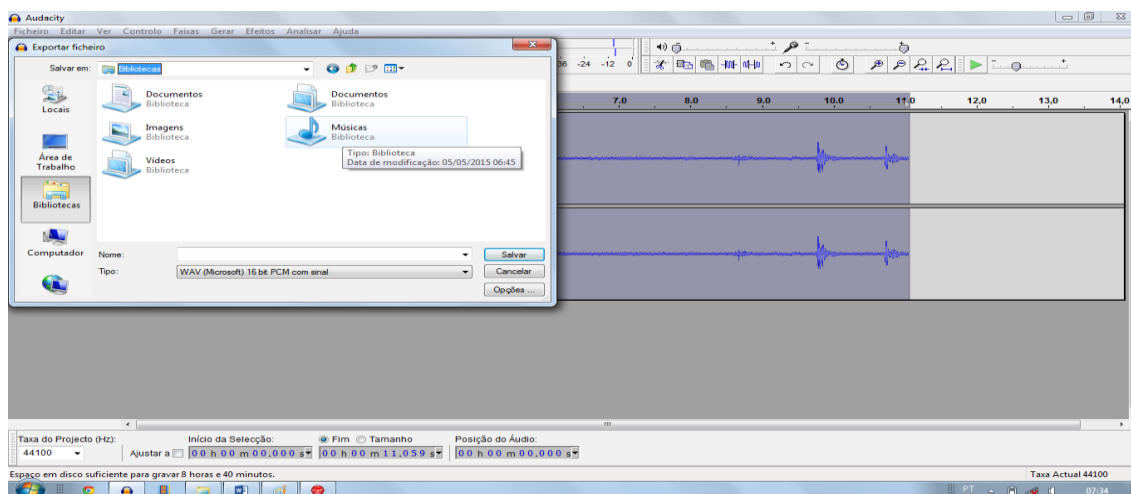 Audacity
Ficheiro Editar Ver Controlo Faixas Gerar Efeitos Analisar Ajuda
Exportar ficheiro
Salvar em: Bibliotecas
Locais
Área de Trabalho
Bibliotecas
Computador
Documentos
Biblioteca
Documentos
Biblioteca
Imagens
Biblioteca
Músicas
Biblioteca
Vídeos
Biblioteca
Tipo: Biblioteca
Data de modificação: 05/05/2015 06:45
Nome:
Salvar
Tipo: WAV (Microsoft) 16 bit PCM com sinal
Cancelar
Opções ...
-24 -12 0
7,0 8,0 9,0 10,0 11,0 12,0 13,0 14,0
Taxa do Projecto (Hz): Início da Selecção: Fim Tamanho Posição do Áudio:
44100 Ajustar a 00 h 00 m 00.000 s 00 h 00 m 11.059 s 00 h 00 m 00.000 s
Espaço em disco suficiente para gravar 8 horas e 40 minutos. Taxa Actual 44100
PT 07:34